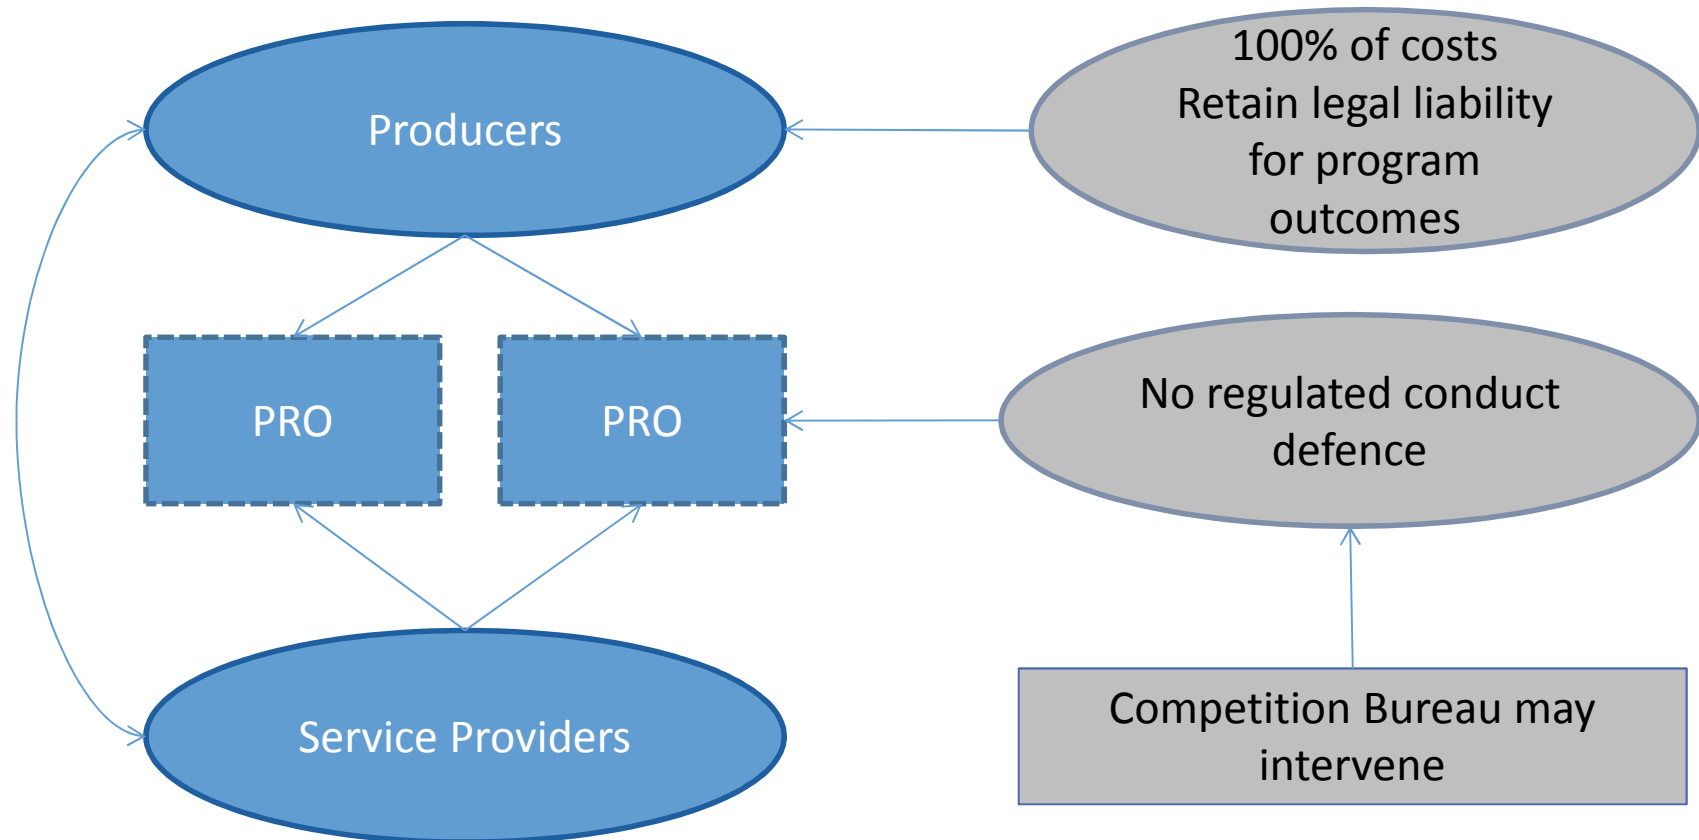 Producers
100% of costs
Retain legal liability
for program
outcomes
PRO
PRO
No regulated conduct
defence
Service Providers
Competition Bureau may
intervene